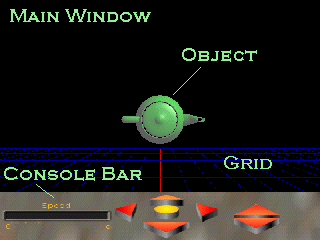 Main Window
Object
Grid
Console Bar
Speed